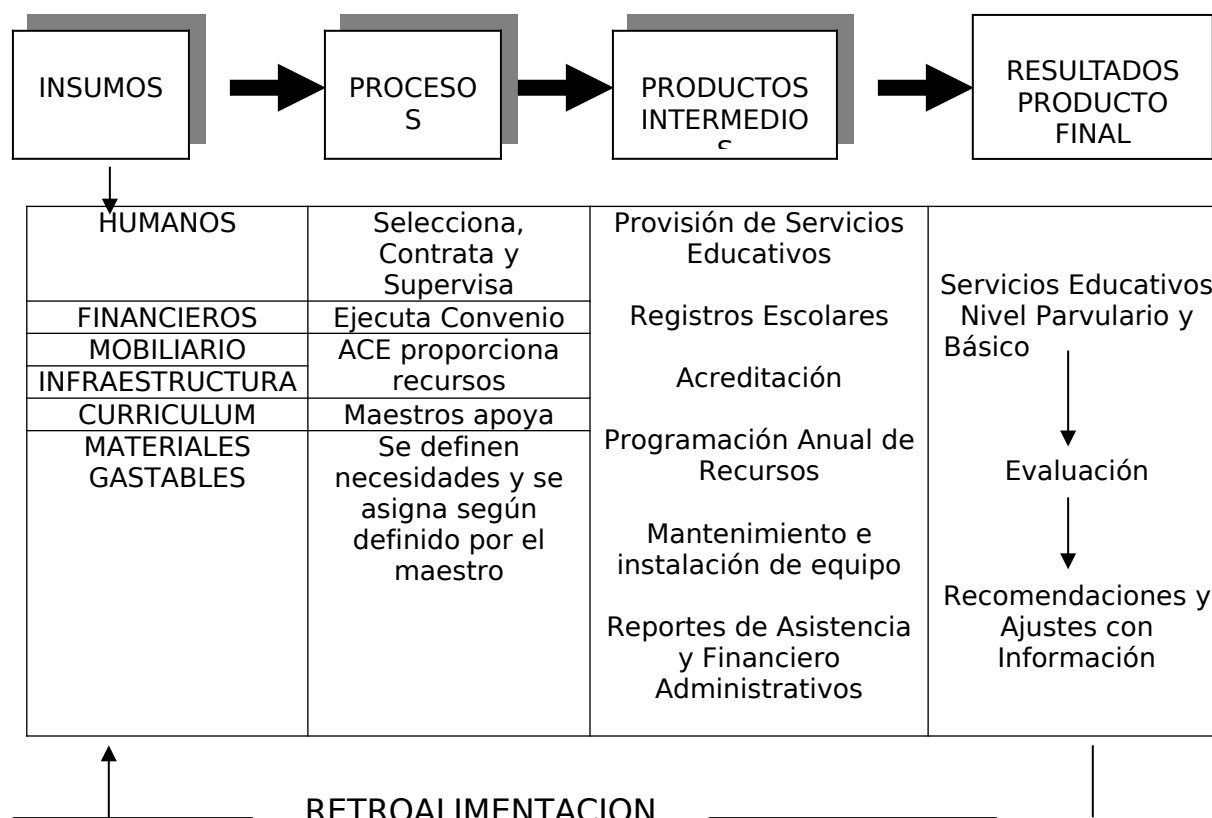 INSUMOS
PROCESO
S
PRODUCTOS
INTERMEDIO
S
RESULTADOS
PRODUCTO
FINAL
HUMANOS
Selecciona,
Contrata y
Supervisa
FINANCIEROS
Ejecuta Convenio
MOBILIARIO
INFRAESTRUCTURA
ACE proporciona
recursos
CURRICULUM
Maestros apoya
MATERIALES
GASTABLES
Se definen
necesidades y se
asigna según
definido por el
maestro
Provisión de Servicios
Educativos
Registros Escolares
Acreditación
Programación Anual de
Recursos
Mantenimiento e
instalación de equipo
Reportes de Asistencia
y Financiero
Administrativos
Servicios Educativos
Nivel Parvulario y
Básico
Evaluación
Recomendaciones y
Ajustes con
Información
RETROALIMENTACION